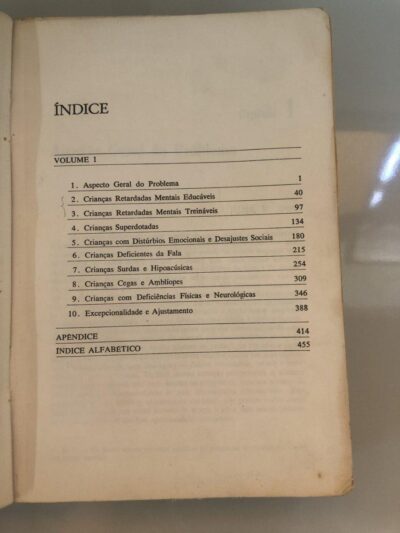 ÍNDICE
VOLUME 1
1. Aspecto Geral do Problema 1
2. Crianças Retardadas Mentais Educáveis 40
3. Crianças Retardadas Mentais Treináveis 97
4. Crianças Superdotadas 134
5. Crianças com Distúrbios Emocionais e Desajustes Sociais 180
6. Crianças Deficientes da Fala 215
7. Crianças Surdas e Hipoacúsicas 254
8. Crianças Cegas e Amblíopes 309
9. Crianças com Deficiências Físicas e Neurológicas 346
10. Excepcionalidade e Ajustamento 388
APÊNDICE 414
ÍNDICE ALFABÉTICO 455